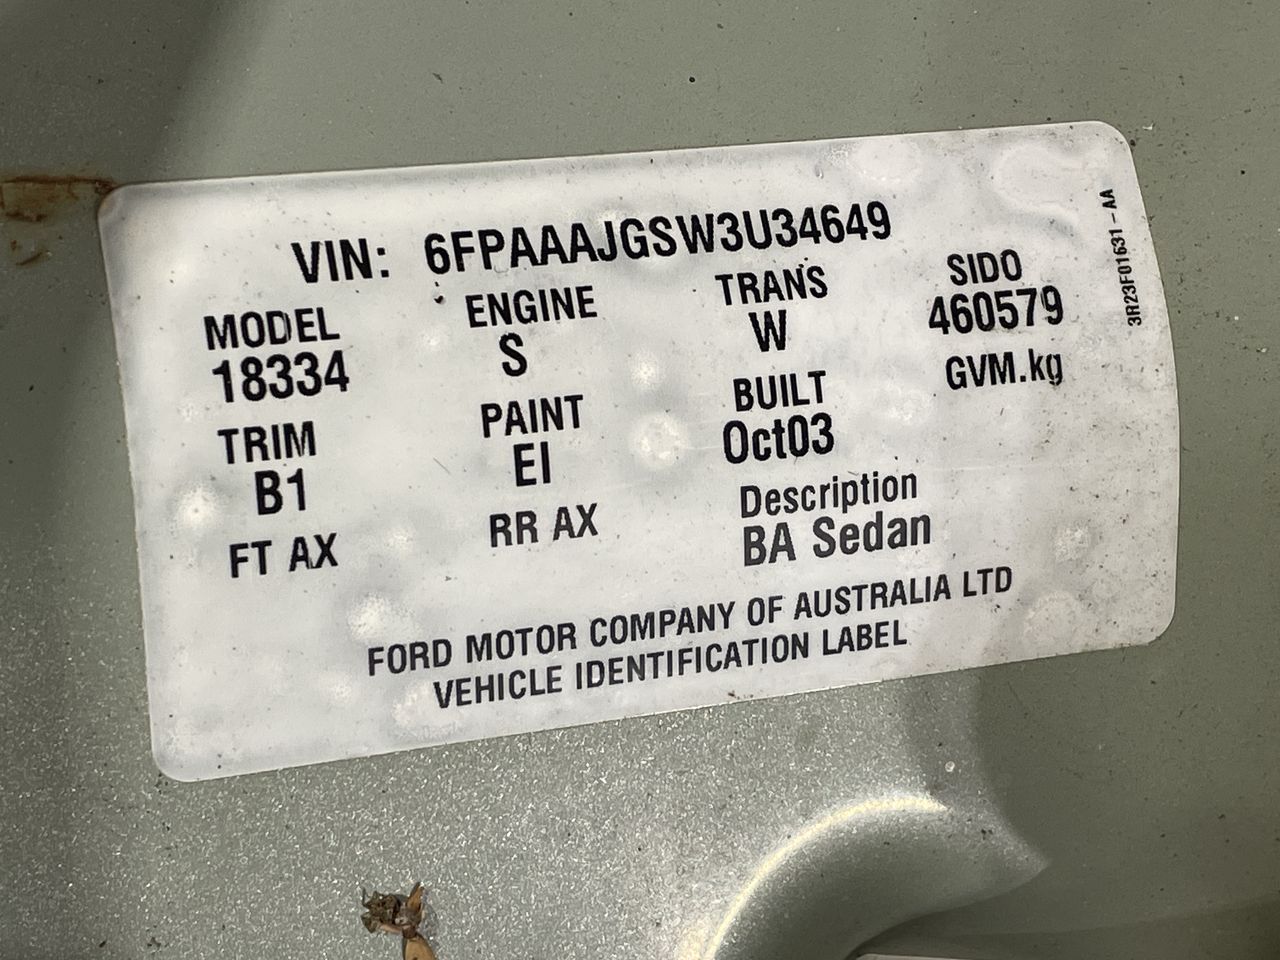 VIN: 6FPAAAJGSW3U34649
MODEL ENGINE TRANS SIDO
18334 S W 460579
TRIM PAINT BUILT GVM.kg
B1 EI Oct03
FT AX RR AX Description
BA Sedan
FORD MOTOR COMPANY OF AUSTRALIA LTD
VEHICLE IDENTIFICATION LABEL
3R23F01631-AA